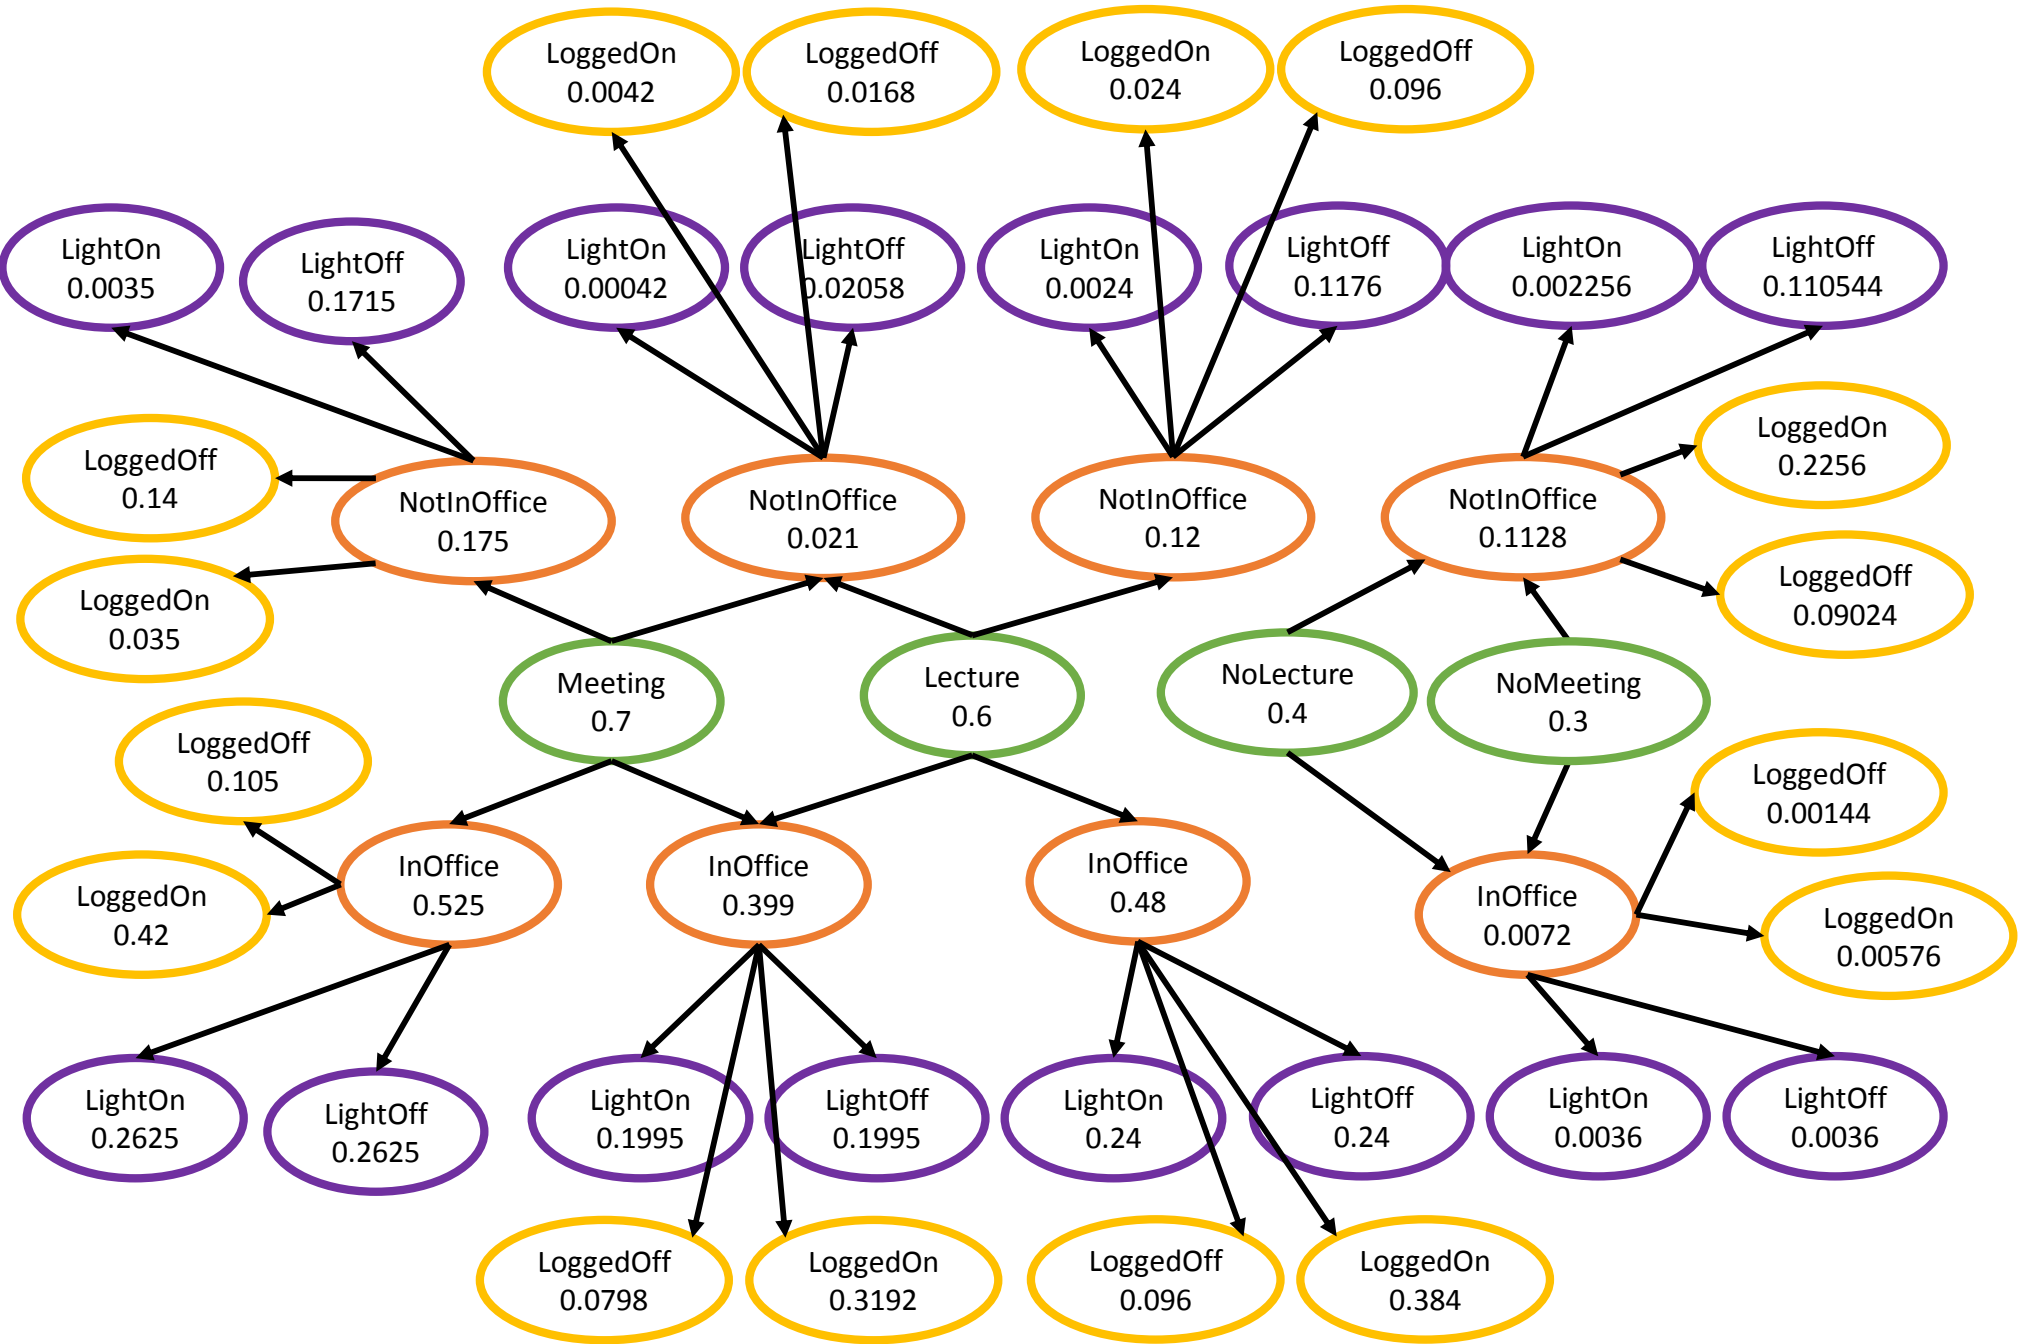 LoggedOn
0.0042
LoggedOff
0.0168
LoggedOn
0.024
LoggedOff
0.096
LightOn
0.0035
LightOff
0.1715
LightOn
0.00042
LightOff
0.02058
LightOn
0.0024
LightOff
0.1176
LightOn
0.002256
LightOff
0.110544
LoggedOff
0.14
LoggedOn
0.2256
NotInOffice
0.175
NotInOffice
0.021
NotInOffice
0.12
NotInOffice
0.1128
LoggedOn
0.035
LoggedOff
0.09024
Meeting
0.7
Lecture
0.6
NoLecture
0.4
NoMeeting
0.3
LoggedOff
0.105
LoggedOff
0.00144
LoggedOn
0.42
InOffice
0.525
InOffice
0.399
InOffice
0.48
InOffice
0.0072
LoggedOn
0.00576
LightOn
0.2625
LightOff
0.2625
LightOn
0.1995
LightOff
0.1995
LightOn
0.24
LightOff
0.24
LightOn
0.0036
LightOff
0.0036
LoggedOff
0.0798
LoggedOn
0.3192
LoggedOff
0.096
LoggedOn
0.384